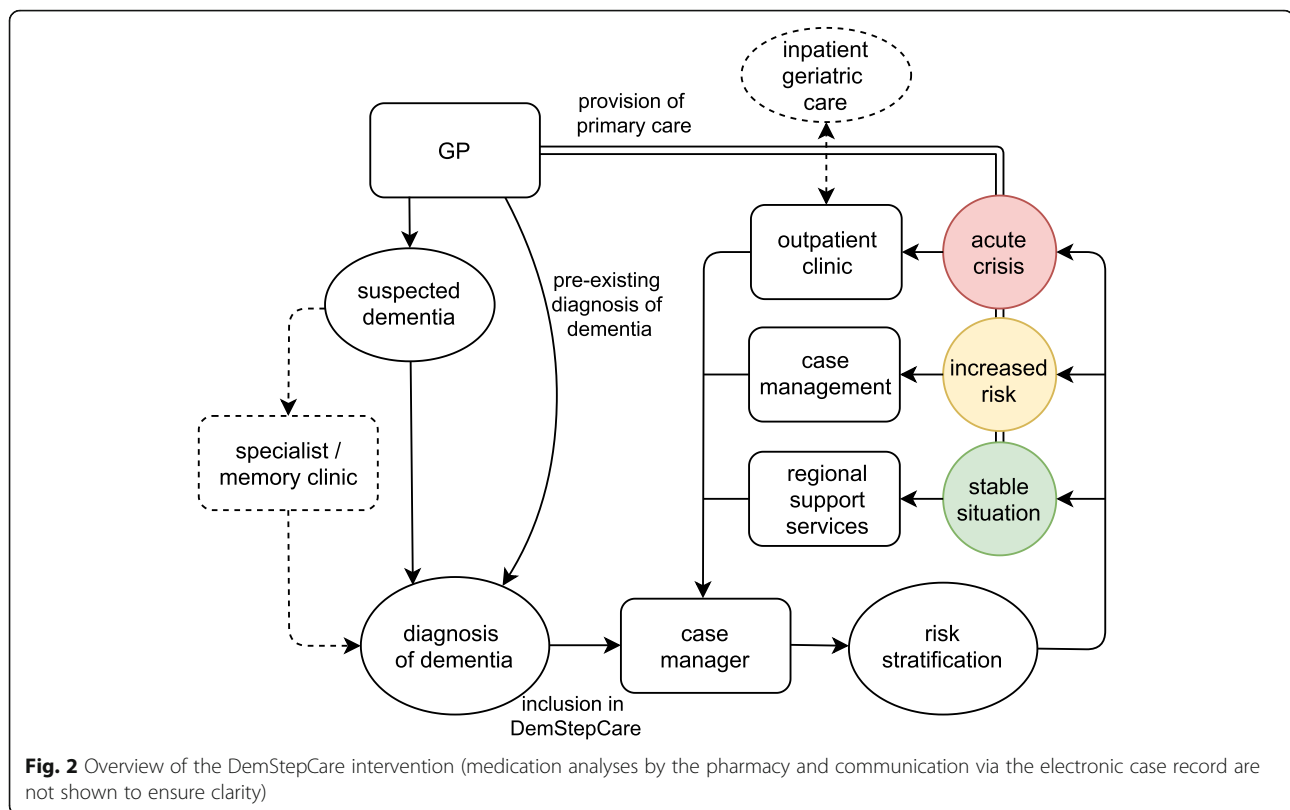 inpatient
geriatric
care
provision of
primary care
GP
outpatient
clinic
acute
crisis
suspected
dementia
pre-existing
diagnosis of
dementia
case
management
increased
risk
specialist /
memory clinic
regional
support
services
stable
situation
diagnosis
of dementia
case
manager
risk
stratification
inclusion in
DemStepCare
Fig. 2 Overview of the DemStepCare intervention (medication analyses by the pharmacy and communication via the electronic case record are
not shown to ensure clarity)